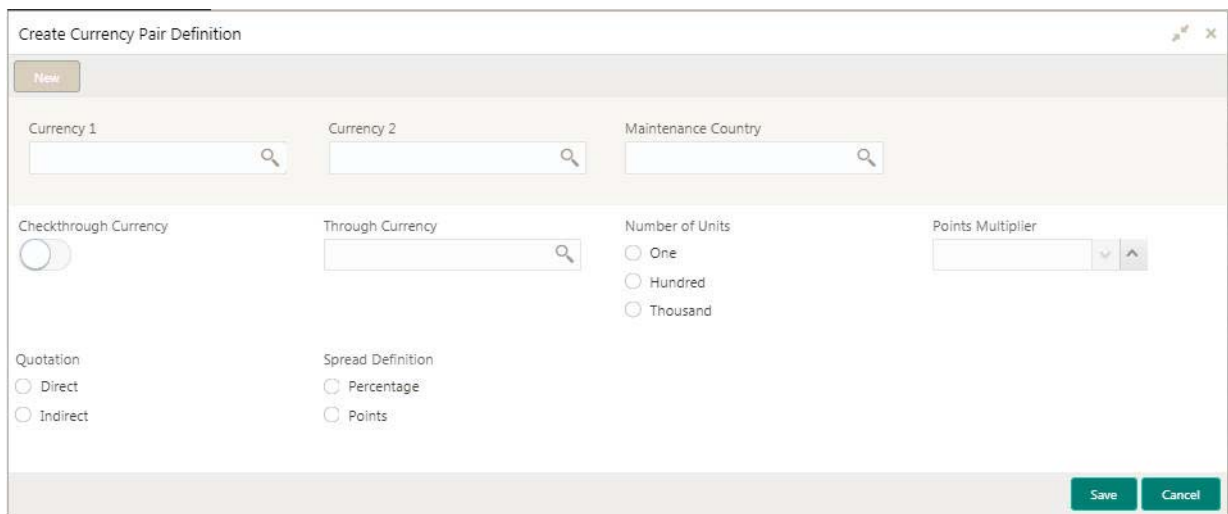 Create Currency Pair Definition
New
Currency 1
Currency 2
Maintenance Country
Checkthrough Currency
Through Currency
Number of Units
Points Multiplier
One
Hundred
Thousand
Quotation
Spread Definition
Direct
Percentage
Indirect
Points
Save
Cancel